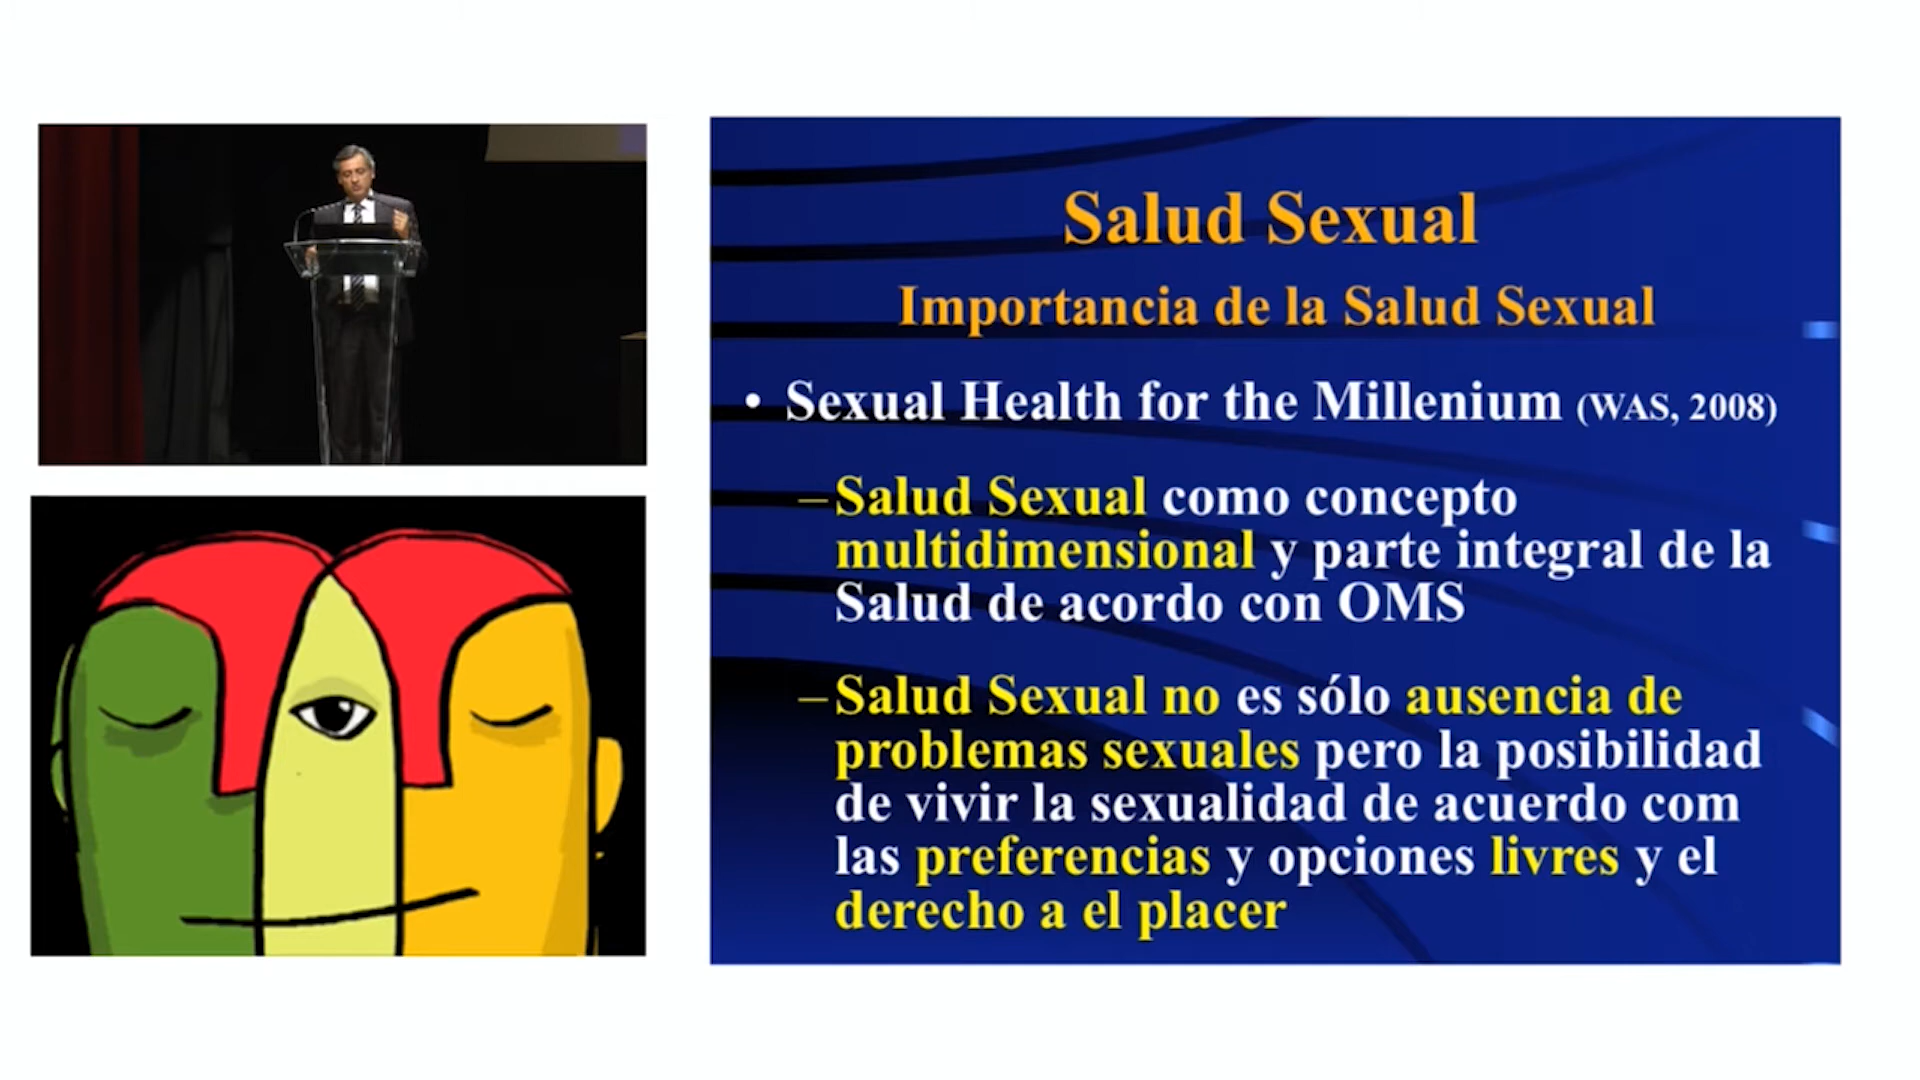 Salud Sexual
Importancia de la Salud Sexual
• Sexual Health for the Millenium (WAS, 2008)
–Salud Sexual como concepto
multidimensional y parte integral de la
Salud de acordo con OMS
–Salud Sexual no es sólo ausencia de
problemas sexuales pero la posibilidad
de vivir la sexualidad de acuerdo com
las preferencias y opciones livres y el
derecho a el placer